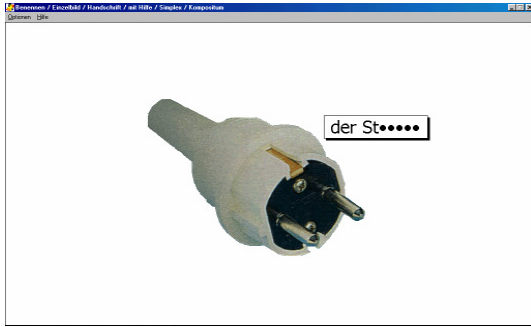 Benennen / Einzelbild / Handschrift / mit Hilfe / Simplex / Kompositum
Optionen Hilfe
der St•••••